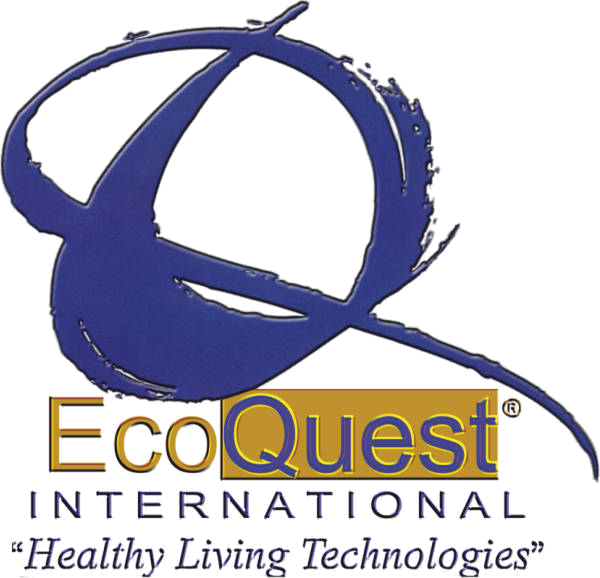 EcoQuest®
INTERNATIONAL
“Healthy Living Technologies”